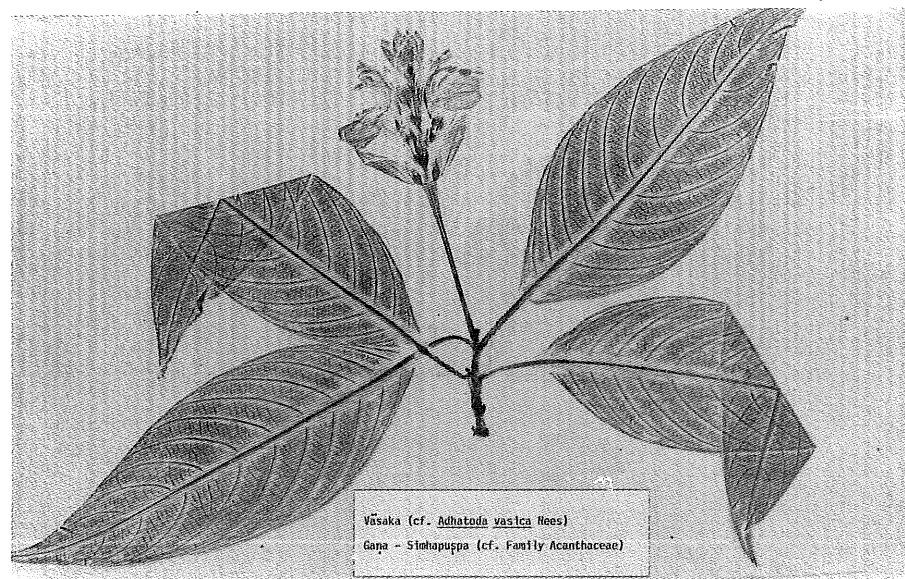 Vāsaka (cf. Adhatoda vasica Nees)
Gaṇa - Simhapuṣpa (cf. Family Acanthaceae)